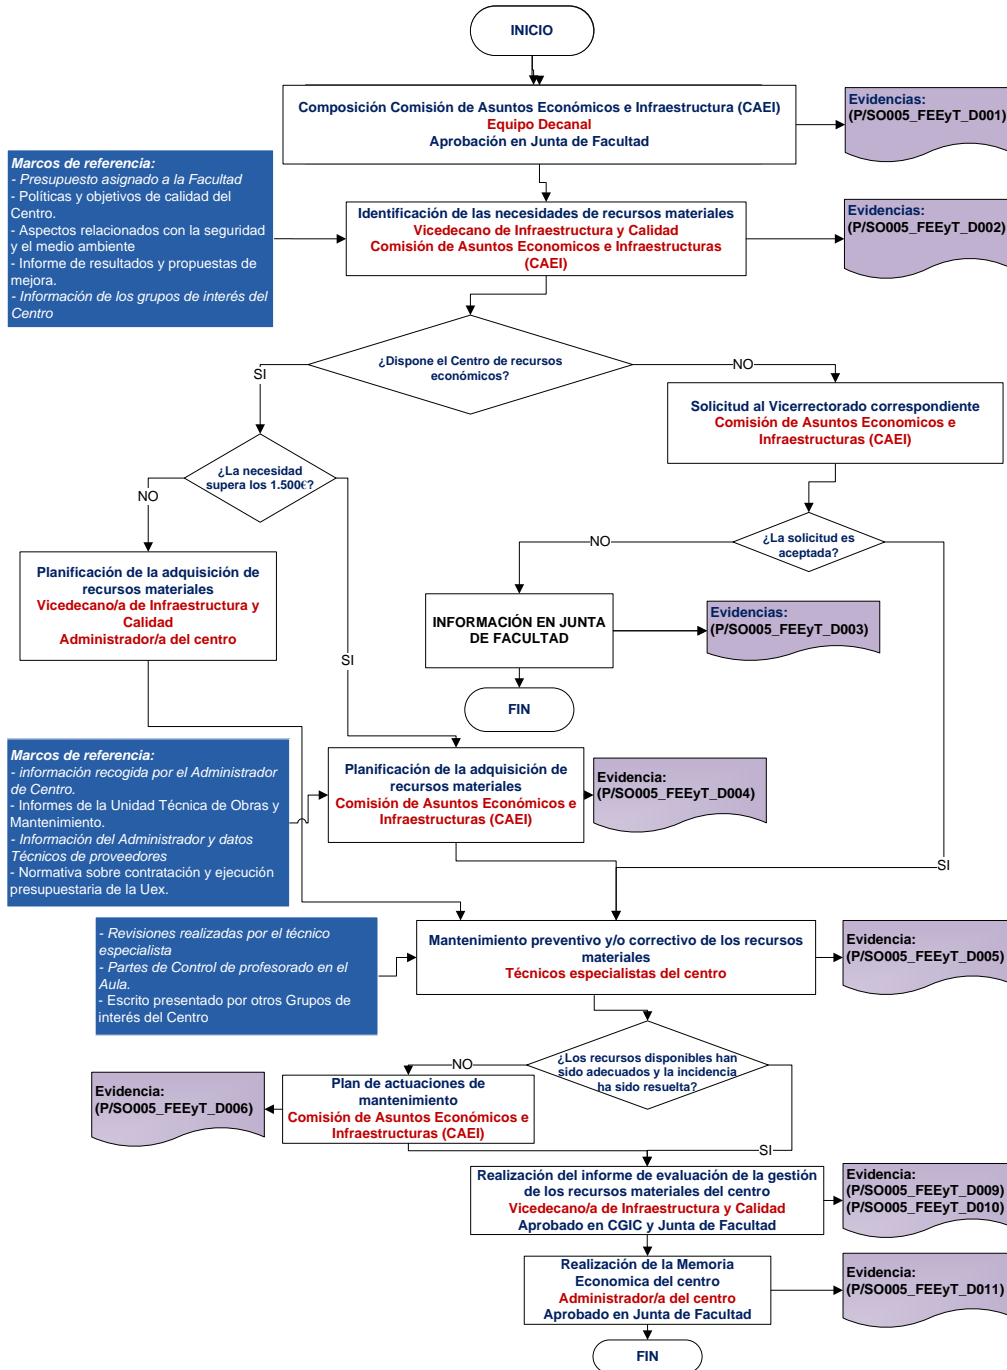 INICIO
Composición Comisión de Asuntos Económicos e Infraestructura (CAEI)
Equipo Decanal
Aprobación en Junta de Facultad
Evidencias:
(P/SO005_FEEyT_D001)
Marcos de referencia:
- Presupuesto asignado a la Facultad
- Políticas y objetivos de calidad del
Centro.
- Aspectos relacionados con la seguridad
y el medio ambiente
- Informe de resultados y propuestas de
mejora.
- Información de los grupos de interés del
Centro
Identificación de las necesidades de recursos materiales
Vicedecano de Infraestructura y Calidad
Comisión de Asuntos Economicos e Infraestructuras
(CAEI)
Evidencias:
(P/SO005_FEEyT_D002)
¿Dispone el Centro de recursos
económicos?
SI
NO
Solicitud al Vicerrectorado correspondiente
Comisión de Asuntos Economicos e
Infraestructuras (CAEI)
¿La necesidad
supera los 1.500€?
NO
SI
¿La solicitud es
aceptada?
NO
SI
Planificación de la adquisición de
recursos materiales
Vicedecano/a de Infraestructura y
Calidad
Administrador/a del centro
INFORMACIÓN EN JUNTA
DE FACULTAD
Evidencias:
(P/SO005_FEEyT_D003)
FIN
Marcos de referencia:
- información recogida por el Administrador
de Centro.
- Informes de la Unidad Técnica de Obras y
Mantenimiento.
- Información del Administrador y datos
Técnicos de proveedores
- Normativa sobre contratación y ejecución
presupuestaria de la Uex.
Planificación de la adquisición de
recursos materiales
Comisión de Asuntos Económicos e
Infraestructuras (CAEI)
Evidencia:
(P/SO005_FEEyT_D004)
- Revisiones realizadas por el técnico
especialista
- Partes de Control de profesorado en el
Aula.
- Escrito presentado por otros Grupos de
interés del Centro
Mantenimiento preventivo y/o correctivo de los recursos
materiales
Técnicos especialistas del centro
Evidencia:
(P/SO005_FEEyT_D005)
¿Los recursos disponibles han
sido adecuados y la incidencia
ha sido resuelta?
NO
SI
Plan de actuaciones de
mantenimiento
Comisión de Asuntos Económicos e
Infraestructuras (CAEI)
Evidencia:
(P/SO005_FEEyT_D006)
Realización del informe de evaluación de la gestión
de los recursos materiales del centro
Vicedecano/a de Infraestructura y Calidad
Aprobado en CGIC y Junta de Facultad
Evidencia:
(P/SO005_FEEyT_D009)
(P/SO005_FEEyT_D010)
Realización de la Memoria
Economica del centro
Administrador/a del centro
Aprobado en Junta de Facultad
Evidencia:
(P/SO005_FEEyT_D011)
FIN